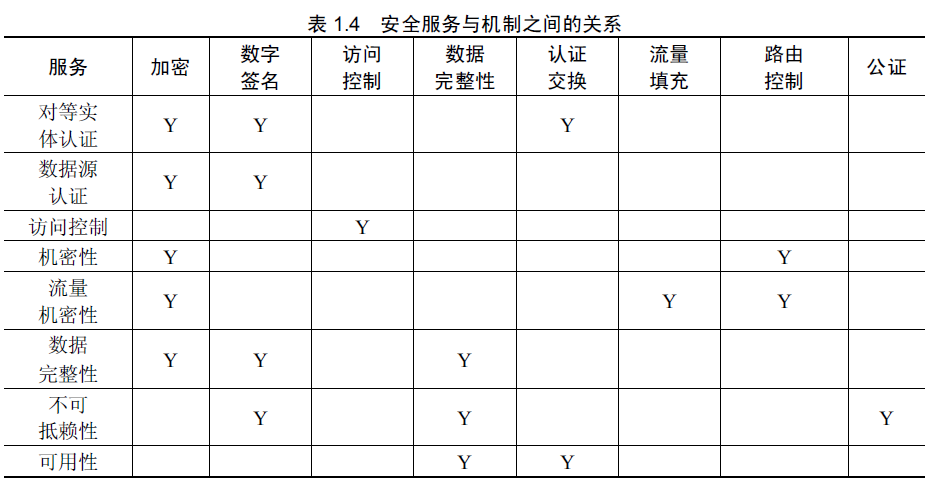 表 1.4 安全服务与机制之间的关系
服务 加密 数字签名 访问控制 数据完整性 认证交换 流量填充 路由控制 公证
对等实体认证 Y Y Y
数据源认证 Y Y
访问控制 Y
机密性 Y Y
流量机密性 Y Y Y
数据完整性 Y Y Y
不可抵赖性 Y Y Y
可用性 Y Y